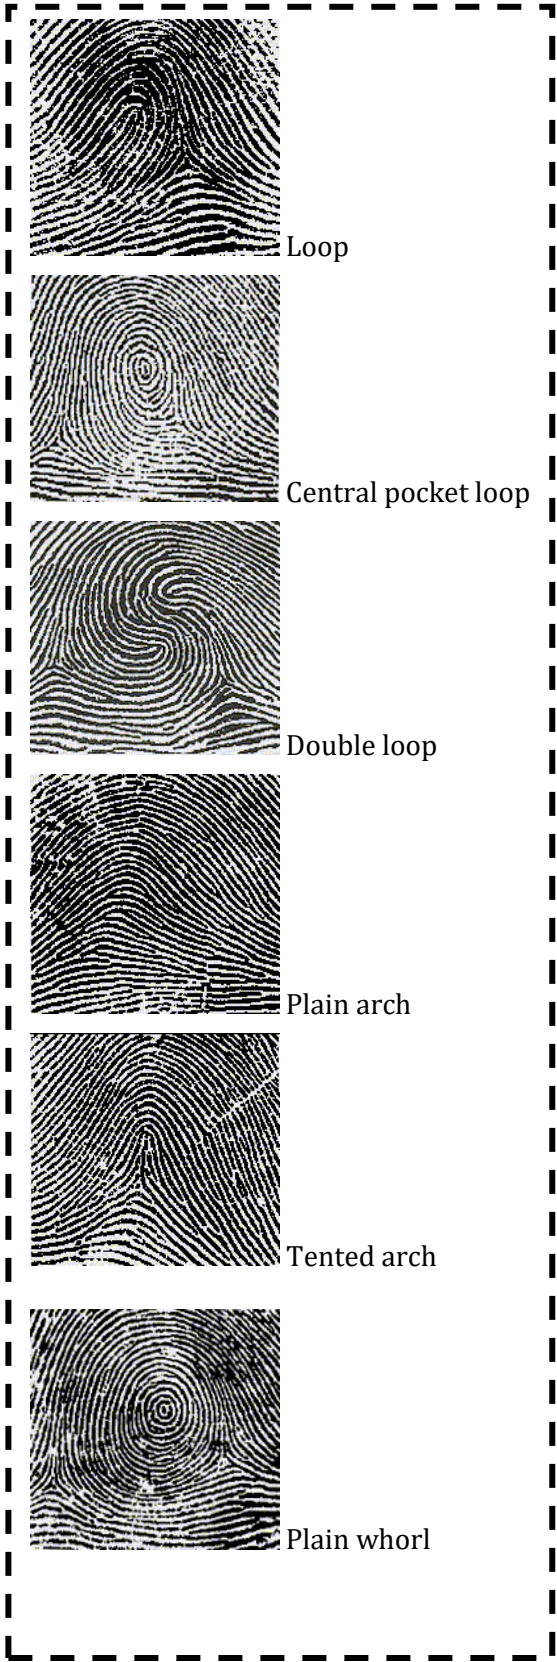 Loop
Central pocket loop
Double loop
Plain arch
Tented arch
Plain whorl